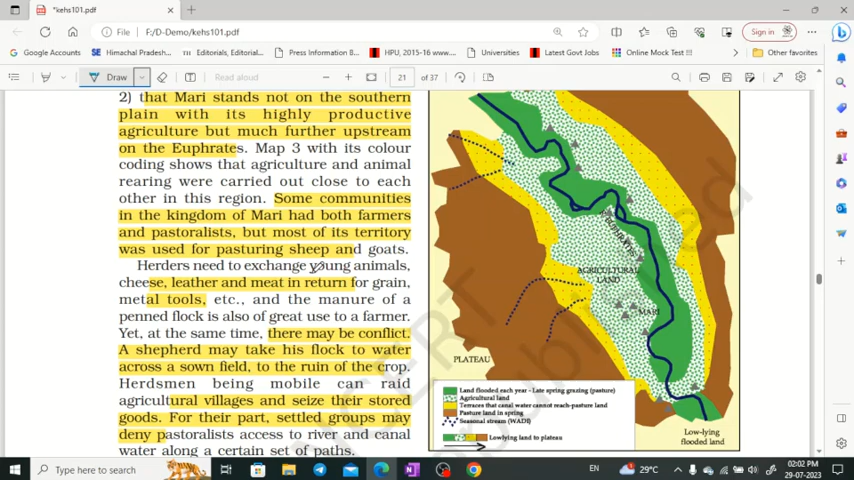 *kehs101.pdf
File
F:/D-Demo/kehs101.pdf
Sign in
Google Accounts
Himachal Pradesh...
Editorials, Editorial...
Press Information B...
HPU, 2015-16 www....
Universities
Latest Govt Jobs
Online Mock Test !!!
Other favorites
Draw
Read aloud
21
of 37
2) that Mari stands not on the southern
plain with its highly productive
agriculture but much further upstream
on the Euphrates. Map 3 with its colour
coding shows that agriculture and animal
rearing were carried out close to each
other in this region. Some communities
in the kingdom of Mari had both farmers
and pastoralists, but most of its territory
was used for pasturing sheep and goats.
Herders need to exchange young animals,
cheese, leather and meat in return for grain,
metal tools, etc., and the manure of a
penned flock is also of great use to a farmer.
Yet, at the same time, there may be conflict.
A shepherd may take his flock to water
across a sown field, to the ruin of the crop.
Herdsmen being mobile can raid
agricultural villages and seize their stored
goods. For their part, settled groups may
deny pastoralists access to river and canal
water along a certain set of paths.
EUPHRATES
AGRICULTURAL
LAND
MARI
PLATEAU
Land flooded each year - Late spring grazing (pasture)
Agricultural land
Terraces that canal water cannot reach-pasture land
Pasture land in spring
Seasonal stream (WADI)
Lowlying land to plateau
Low-lying
flooded land
Type here to search
EN
29°C
02:02 PM
29-07-2023